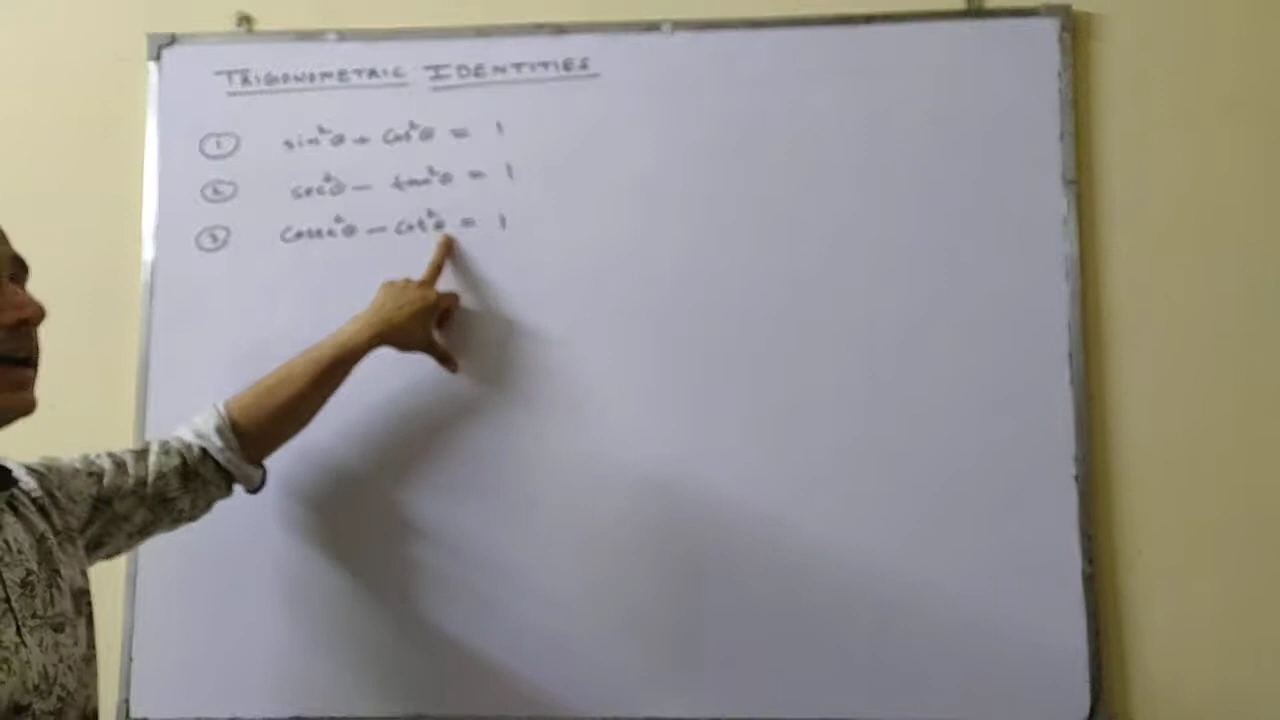 TRIGONOMETRIC IDENTITIES
① sin²θ + cos²θ = 1
② sec²θ - tan²θ = 1
③ cosec²θ - cot²θ = 1